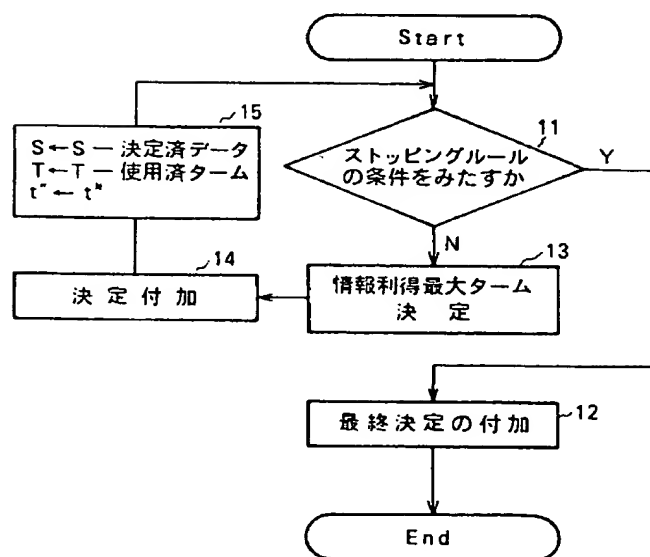 Start
11
ストッピングルール
の条件をみたすか
Y
N
15
S←S－決定済データ
T←T－使用済ターム
t~←t*
14
決定付加
13
情報利得最大ターム
決定
12
最終決定の付加
End